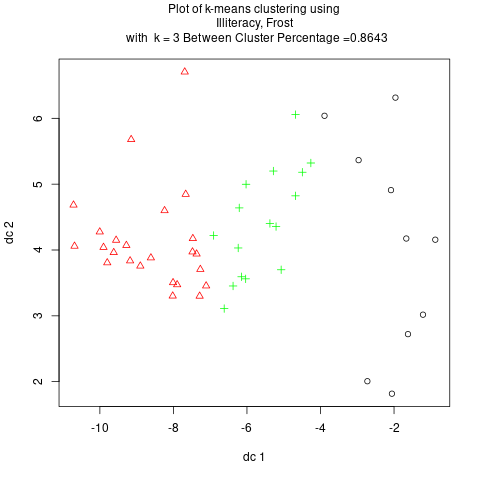 Plot of k-means clustering using
Illiteracy, Frost
with  k = 3 Between Cluster Percentage =0.8643
dc 2
6
5
4
3
2
-10
-8
-6
-4
-2
dc 1